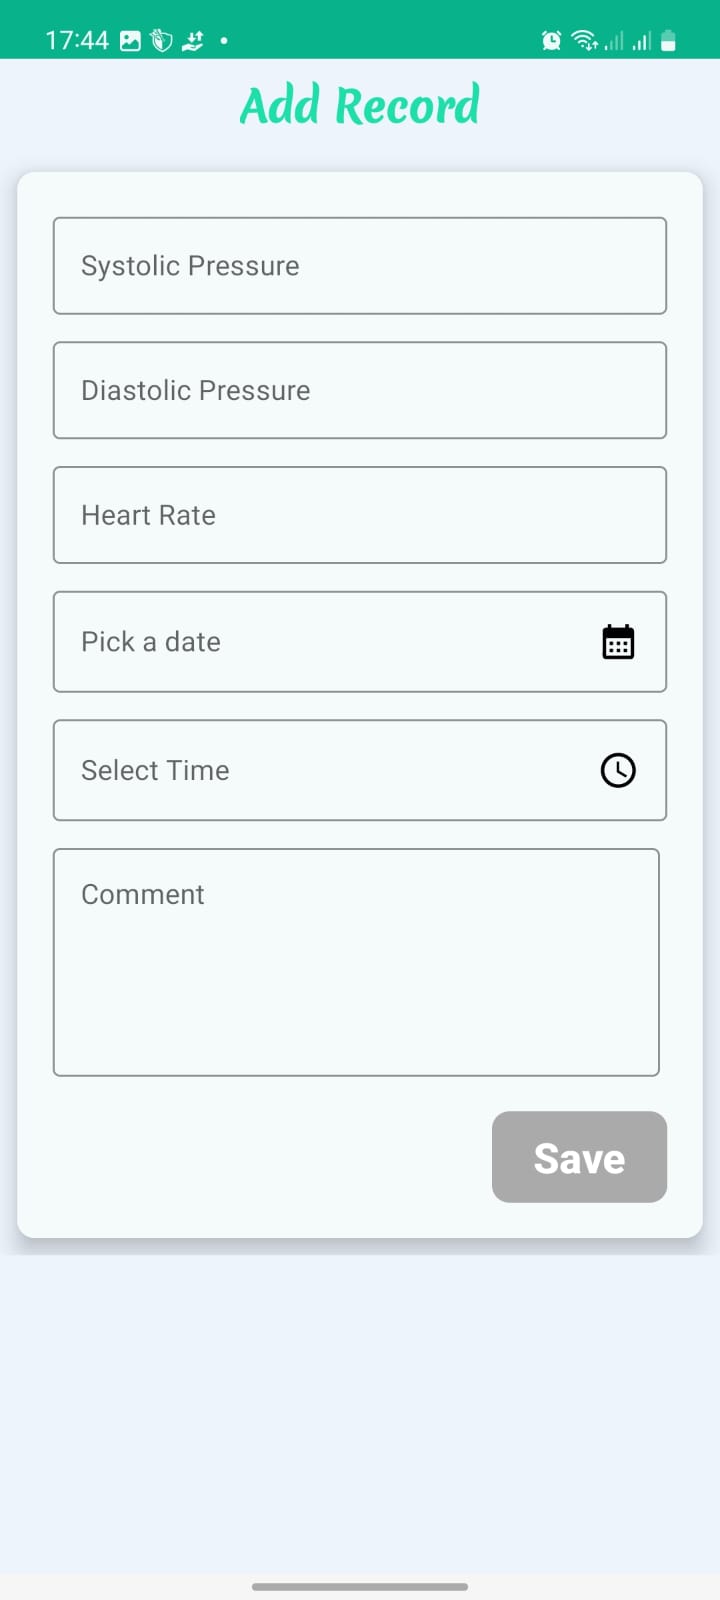 17:44
Add Record
Systolic Pressure
Diastolic Pressure
Heart Rate
Pick a date
Select Time
Comment
Save